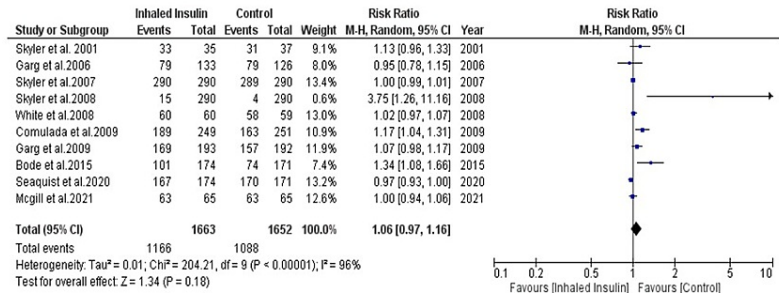 Inhaled Insulin Control Risk Ratio Risk Ratio
Study or Subgroup Events Total Events Total Weight M-H, Random, 95% CI Year M-H, Random, 95% CI
Skyler et al. 2001 33 35 31 37 9.1% 1.13 [0.96, 1.33] 2001
Garg et al.2006 79 133 79 126 6.4% 0.95 [0.78, 1.15] 2006
Skyler et al.2007 290 290 289 290 13.4% 1.00 [0.99, 1.01] 2007
Skyler et al.2008 15 290 4 290 0.6% 3.75 [1.26, 11.16] 2008
White et al.2008 60 60 58 59 12.8% 1.02 [0.97, 1.07] 2008
Comulada et al.2009 189 249 163 251 10.1% 1.17 [1.04, 1.31] 2009
Garg et al.2009 169 193 157 192 11.4% 1.07 [0.98, 1.17] 2009
Bode et al.2015 101 174 74 171 6.0% 1.34 [1.08, 1.66] 2015
Seaquist et al.2020 167 174 170 171 13.2% 0.97 [0.93, 1.00] 2020
Mcgill et al.2021 63 65 63 65 12.6% 1.00 [0.94, 1.06] 2021
Total (95% CI) 1663 1652 100.0% 1.06 [0.97, 1.16]
Total events 1166 1088
Heterogeneity: Tau² = 0.01; Chi² = 204.21, df = 9 (P < 0.00001); I² = 96%
Test for overall effect: Z = 1.34 (P = 0.18)
0.1 0.2 0.5 1 2 5 10
Favours [Inhaled Insulin] Favours [Control]